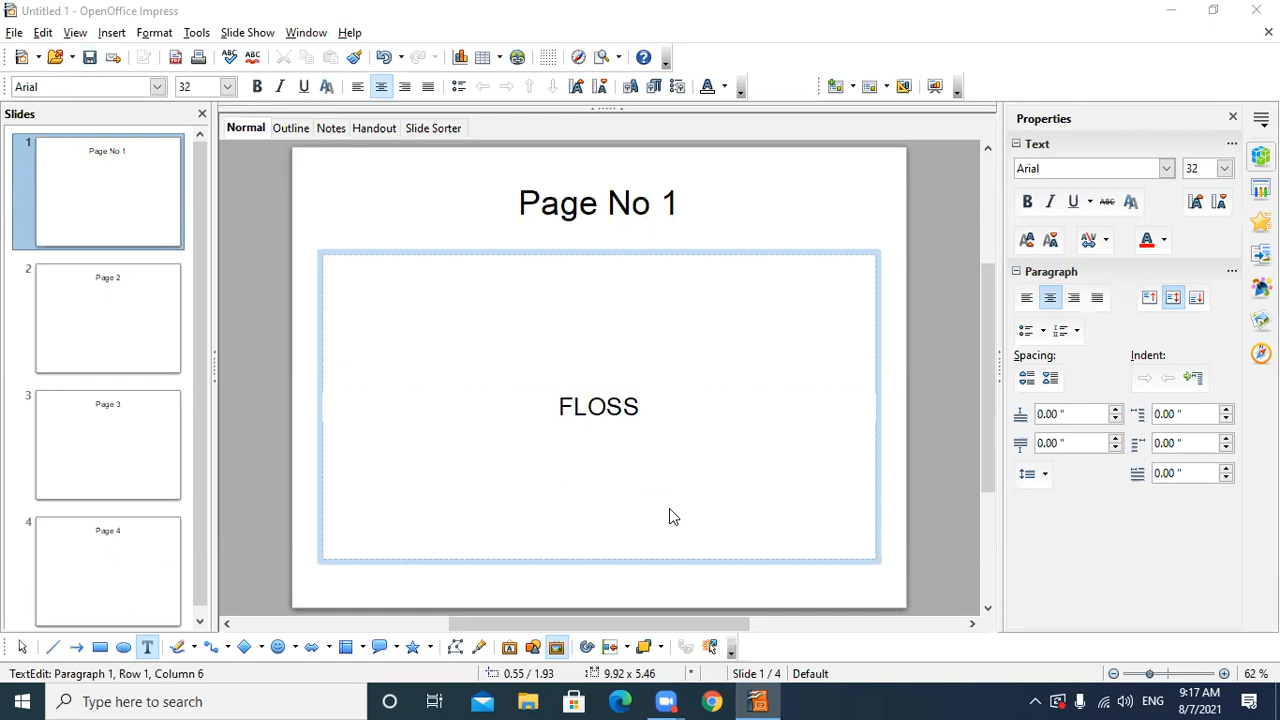 Untitled 1 - OpenOffice Impress
File Edit View Insert Format Tools Slide Show Window Help
Arial 32
Slides
Normal Outline Notes Handout Slide Sorter
1
Page No 1
2
Page 2
3
Page 3
4
Page 4
Page No 1
FLOSS
Properties
Text
Arial 32
Paragraph
Spacing: Indent:
0.00 " 0.00 "
0.00 " 0.00 "
0.00 "
TextEdit: Paragraph 1, Row 1, Column 6 0.55 / 1.93 9.92 x 5.46 * Slide 1 / 4 Default 62 %
Type here to search
ENG
9:17 AM
8/7/2021